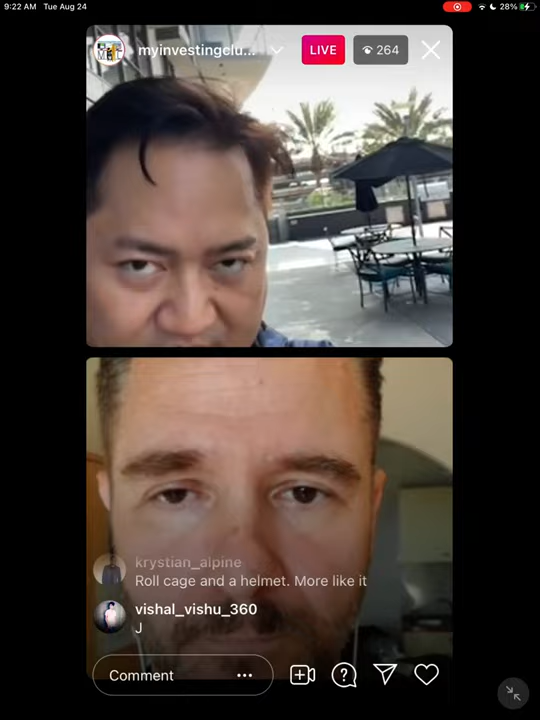 9:22 AM Tue Aug 24
28%
myinvestingclu...
LIVE
264
krystian_alpine
Roll cage and a helmet. More like it
vishal_vishu_360
J
Comment